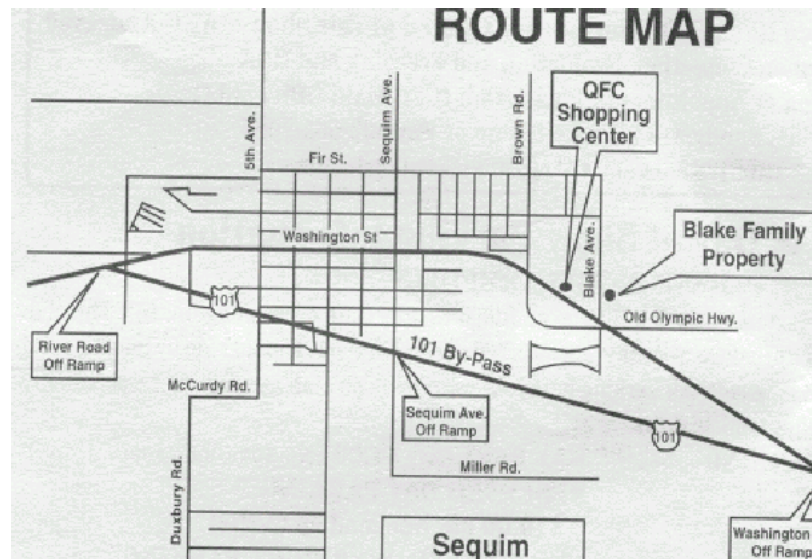 ROUTE MAP
QFC
Shopping
Center
5th Ave.
Sequim Ave.
Brown Rd.
Fir St.
Washington St
Blake Ave.
Blake Family
Property
101
Old Olympic Hwy.
River Road
Off Ramp
101 By-Pass
McCurdy Rd.
Sequim Ave.
Off Ramp
101
Miller Rd.
Duxbury Rd.
Washington
Off Ramp
Sequim